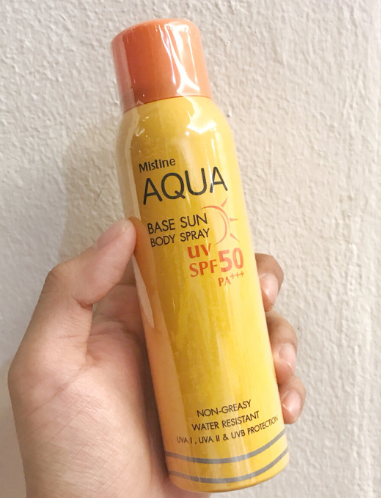 Mistine
AQUA
BASE SUN
BODY SPRAY
UV
SPF50
PA+++
NON-GREASY
WATER RESISTANT
UVA I, UVA II & UVB PROTECTION